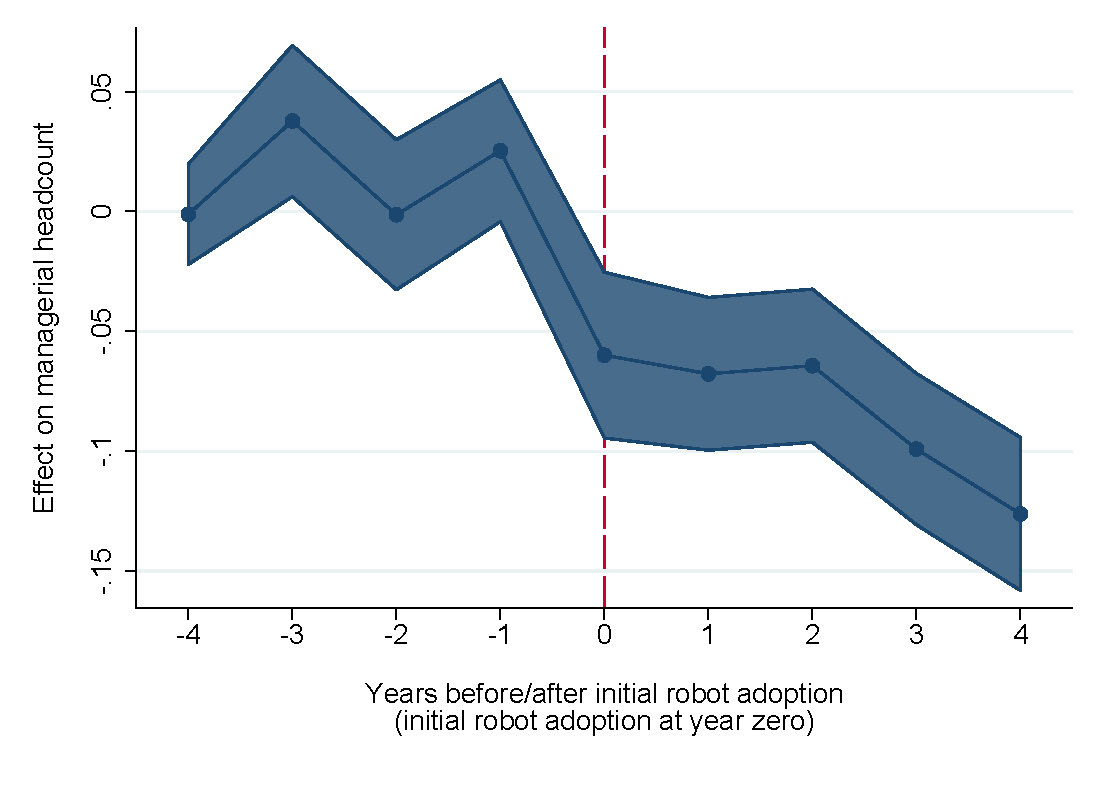 Effect on managerial headcount
.05
0
-.05
-.1
-.15
-4 -3 -2 -1 0 1 2 3 4
Years before/after initial robot adoption
(initial robot adoption at year zero)